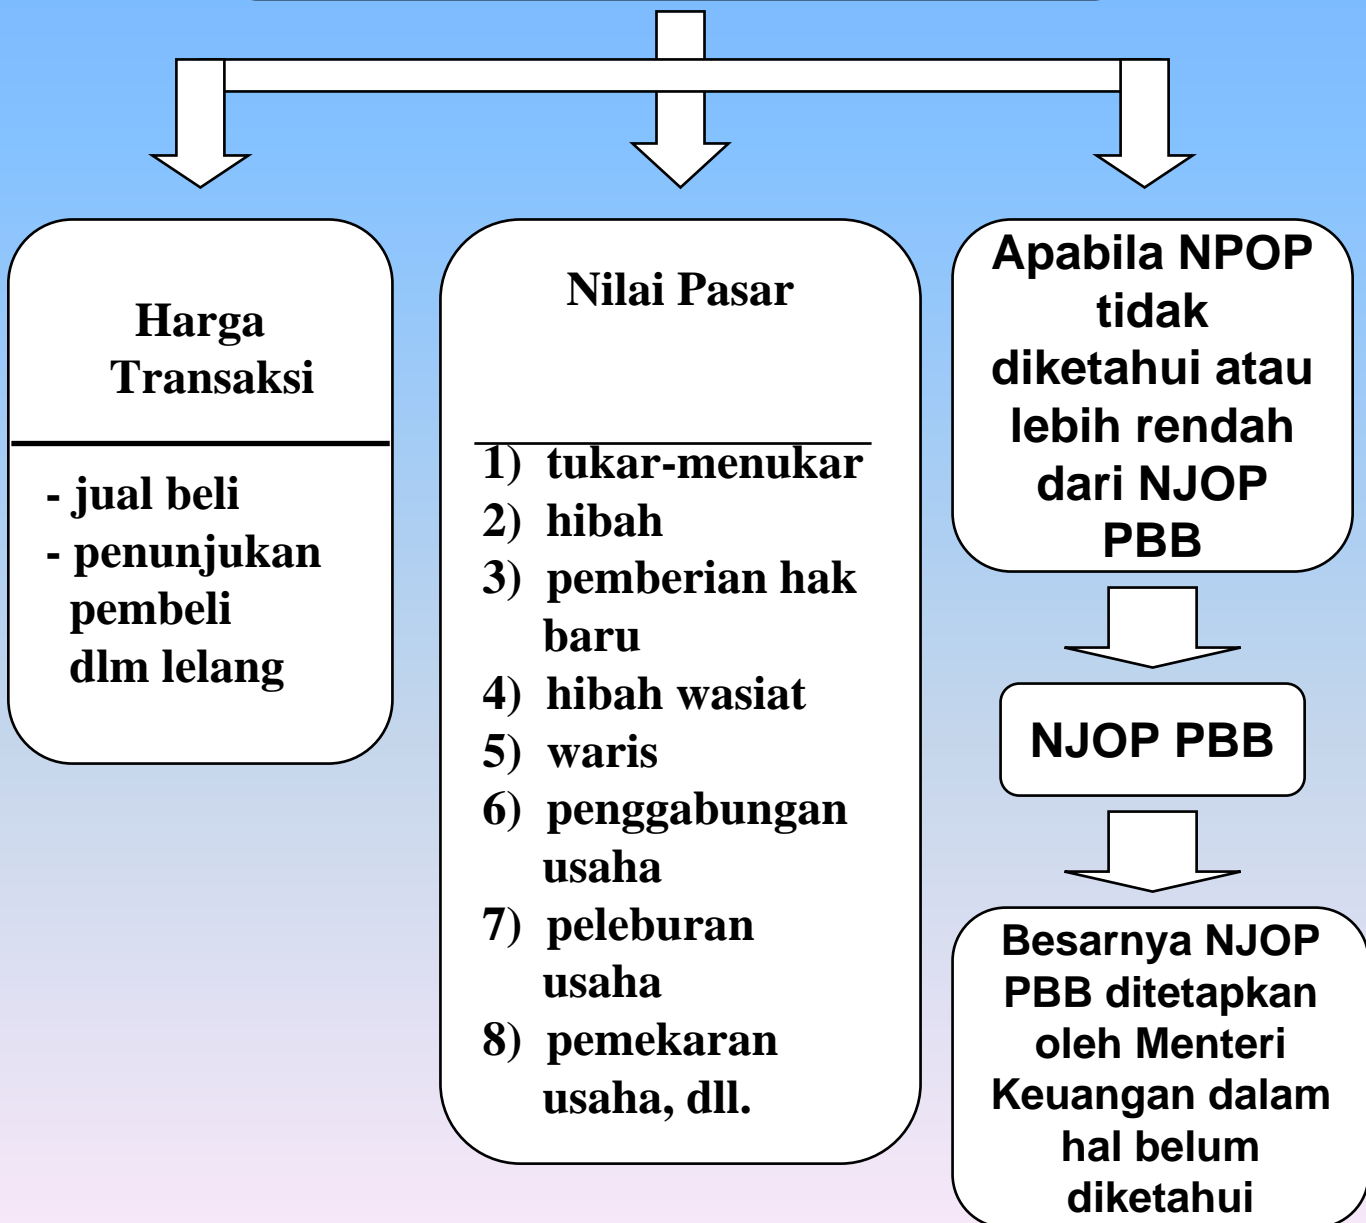 Harga
Transaksi
- jual beli
- penunjukan
pembeli
dlm lelang
Nilai Pasar
1) tukar-menukar
2) hibah
3) pemberian hak
baru
4) hibah wasiat
5) waris
6) penggabungan
usaha
7) peleburan
usaha
8) pemekaran
usaha, dll.
Apabila NPOP
tidak
diketahui atau
lebih rendah
dari NJOP
PBB
NJOP PBB
Besarnya NJOP
PBB ditetapkan
oleh Menteri
Keuangan dalam
hal belum
diketahui